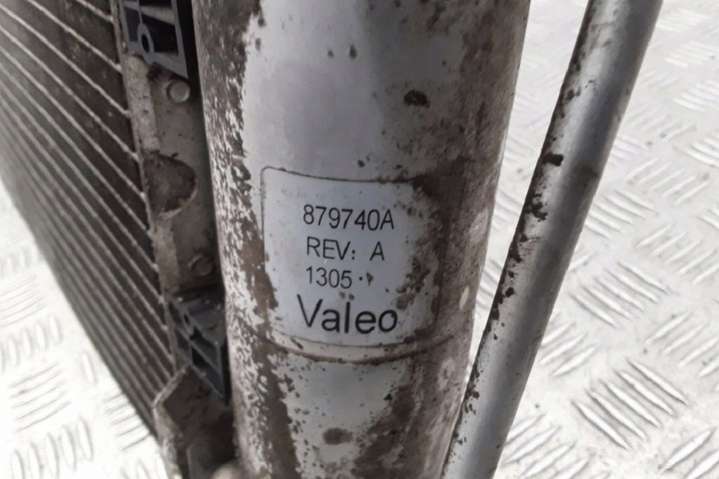 879740A
REV: A
1305·
Valeo